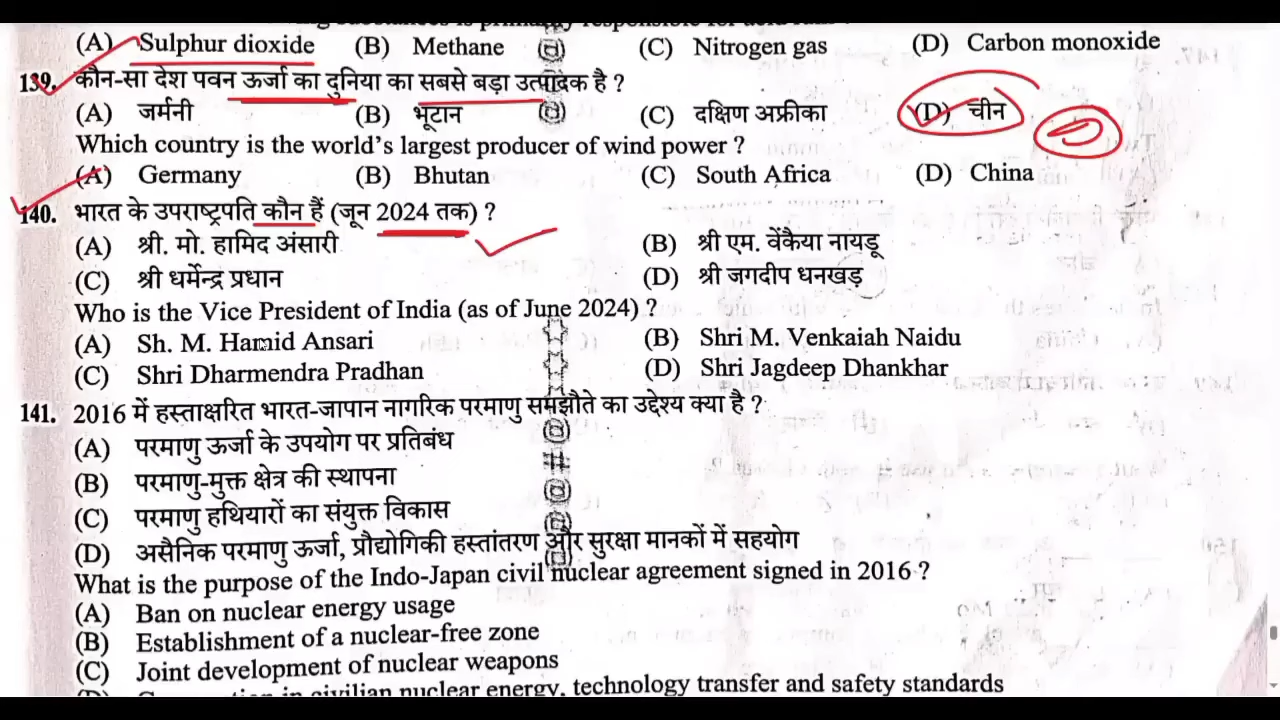 responsible for acid rain ?
(A) Sulphur dioxide (B) Methane (C) Nitrogen gas (D) Carbon monoxide
139. कौन-सा देश पवन ऊर्जा का दुनिया का सबसे बड़ा उत्पादक है ?
(A) जर्मनी (B) भूटान (C) दक्षिण अफ्रीका (D) चीन
Which country is the world's largest producer of wind power ?
(A) Germany (B) Bhutan (C) South Africa (D) China
140. भारत के उपराष्ट्रपति कौन हैं (जून 2024 तक) ?
(A) श्री. मो. हामिद अंसारी (B) श्री एम. वेंकैया नायडू
(C) श्री धर्मेन्द्र प्रधान (D) श्री जगदीप धनखड़
Who is the Vice President of India (as of June 2024) ?
(A) Sh. M. Hamid Ansari (B) Shri M. Venkaiah Naidu
(C) Shri Dharmendra Pradhan (D) Shri Jagdeep Dhankhar
141. 2016 में हस्ताक्षरित भारत-जापान नागरिक परमाणु समझौते का उद्देश्य क्या है ?
(A) परमाणु ऊर्जा के उपयोग पर प्रतिबंध
(B) परमाणु-मुक्त क्षेत्र की स्थापना
(C) परमाणु हथियारों का संयुक्त विकास
(D) असैनिक परमाणु ऊर्जा, प्रौद्योगिकी हस्तांतरण और सुरक्षा मानकों में सहयोग
What is the purpose of the Indo-Japan civil nuclear agreement signed in 2016 ?
(A) Ban on nuclear energy usage
(B) Establishment of a nuclear-free zone
(C) Joint development of nuclear weapons
(D) Cooperation in civilian nuclear energy, technology transfer and safety standards